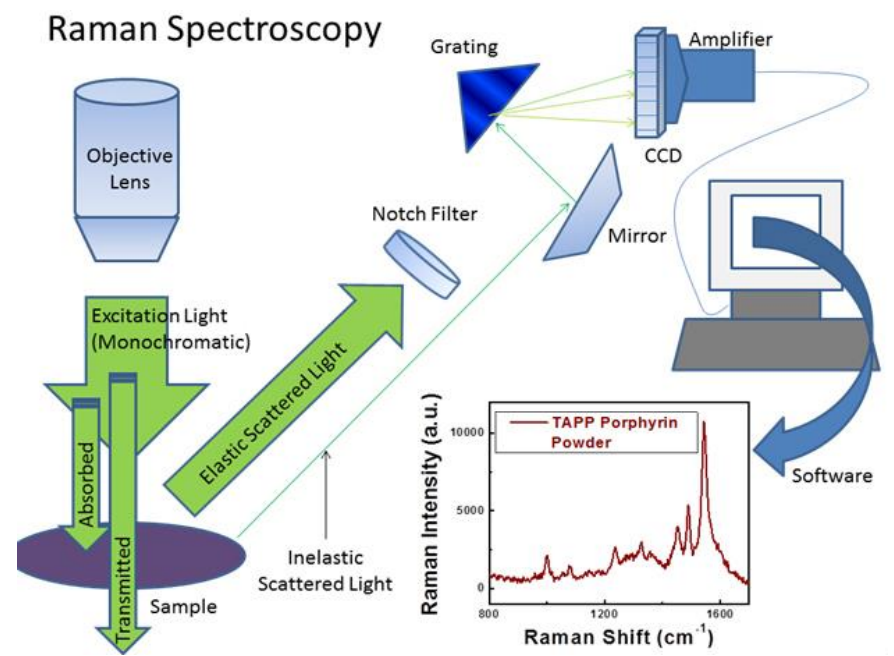 Raman Spectroscopy
Grating
Amplifier
Objective
Lens
CCD
Notch Filter
Mirror
Excitation Light
(Monochromatic)
Elastic Scattered Light
Absorbed
Transmitted
Sample
Inelastic
Scattered Light
Software
TAPP Porphyrin
Powder
Raman Intensity (a.u.)
10000
5000
0
800
1200
1600
Raman Shift (cm⁻¹)